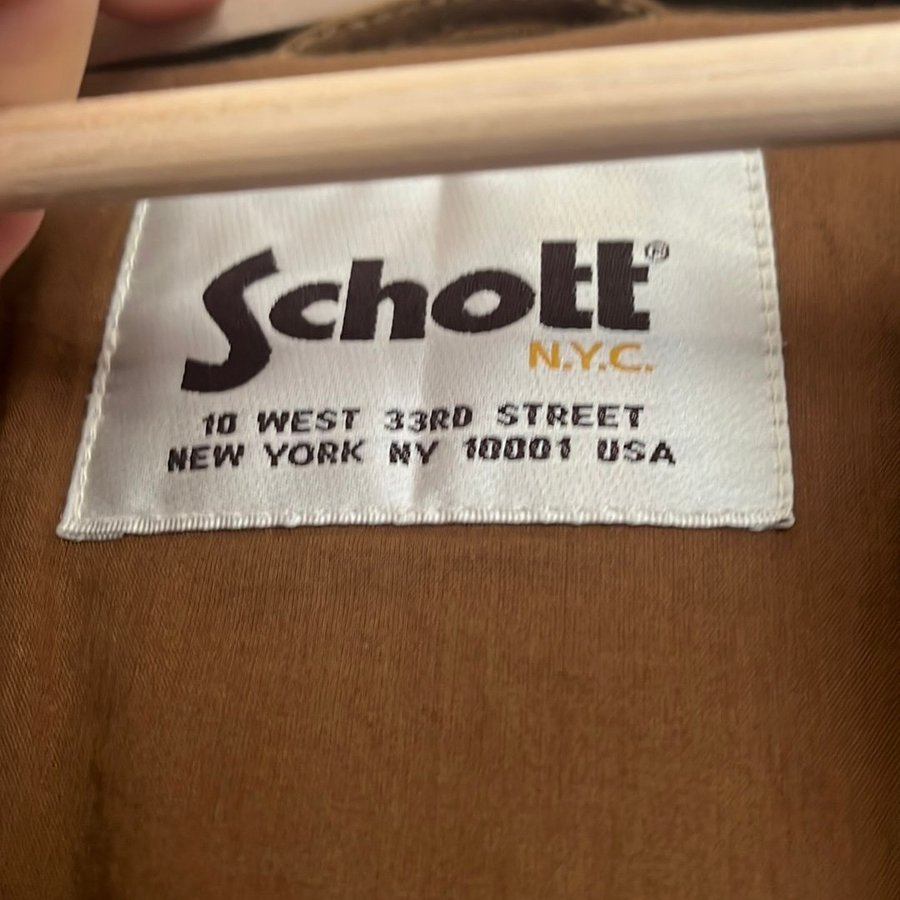 Schott®
N.Y.C.
10 WEST 33RD STREET
NEW YORK NY 10001 USA